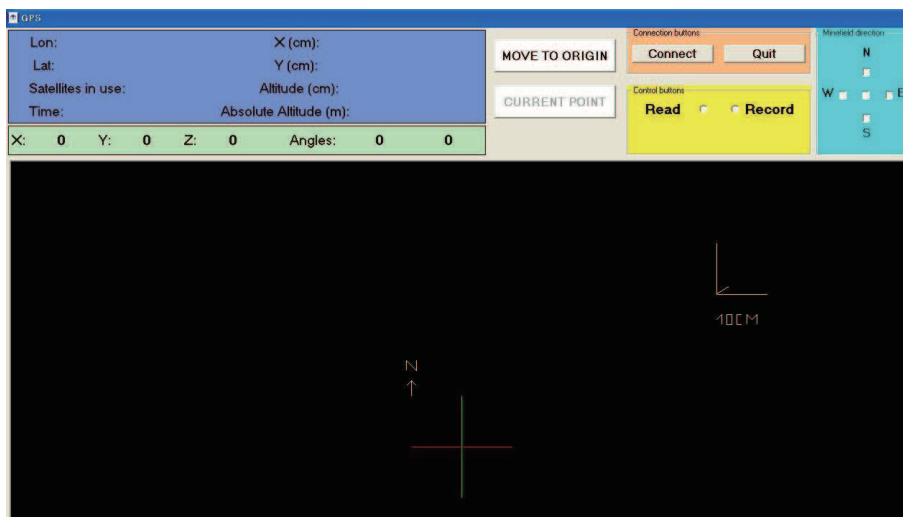 GPS
Lon: X (cm):
Lat: Y (cm):
Satellites in use: Altitude (cm):
Time: Absolute Altitude (m):
X: 0 Y: 0 Z: 0 Angles: 0 0
MOVE TO ORIGIN
CURRENT POINT
Connection buttons
Connect Quit
Control buttons
Read Record
Minefield direction
N
W E
S
10CM
N